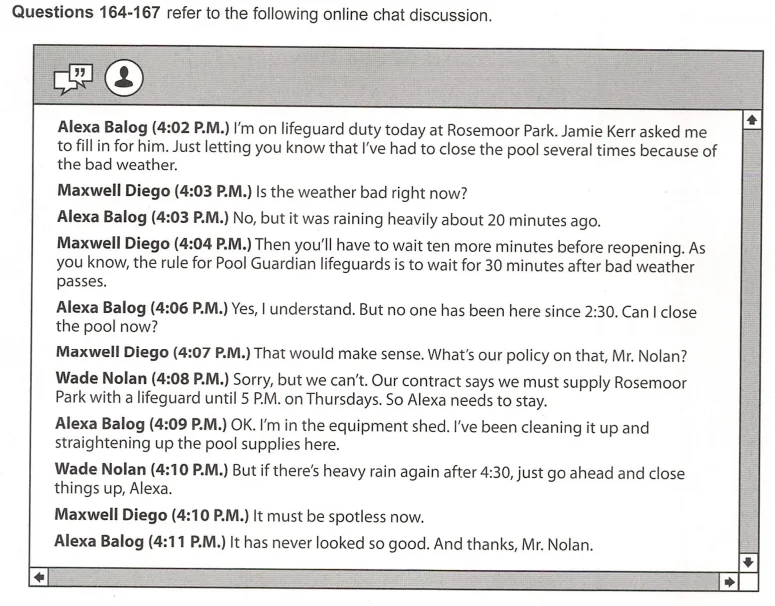 Questions 164-167 refer to the following online chat discussion.
Alexa Balog (4:02 P.M.) I'm on lifeguard duty today at Rosemoor Park. Jamie Kerr asked me
to fill in for him. Just letting you know that I've had to close the pool several times because of
the bad weather.
Maxwell Diego (4:03 P.M.) Is the weather bad right now?
Alexa Balog (4:03 P.M.) No, but it was raining heavily about 20 minutes ago.
Maxwell Diego (4:04 P.M.) Then you'll have to wait ten more minutes before reopening. As
you know, the rule for Pool Guardian lifeguards is to wait for 30 minutes after bad weather
passes.
Alexa Balog (4:06 P.M.) Yes, I understand. But no one has been here since 2:30. Can I close
the pool now?
Maxwell Diego (4:07 P.M.) That would make sense. What's our policy on that, Mr. Nolan?
Wade Nolan (4:08 P.M.) Sorry, but we can't. Our contract says we must supply Rosemoor
Park with a lifeguard until 5 P.M. on Thursdays. So Alexa needs to stay.
Alexa Balog (4:09 P.M.) OK. I'm in the equipment shed. I've been cleaning it up and
straightening up the pool supplies here.
Wade Nolan (4:10 P.M.) But if there's heavy rain again after 4:30, just go ahead and close
things up, Alexa.
Maxwell Diego (4:10 P.M.) It must be spotless now.
Alexa Balog (4:11 P.M.) It has never looked so good. And thanks, Mr. Nolan.